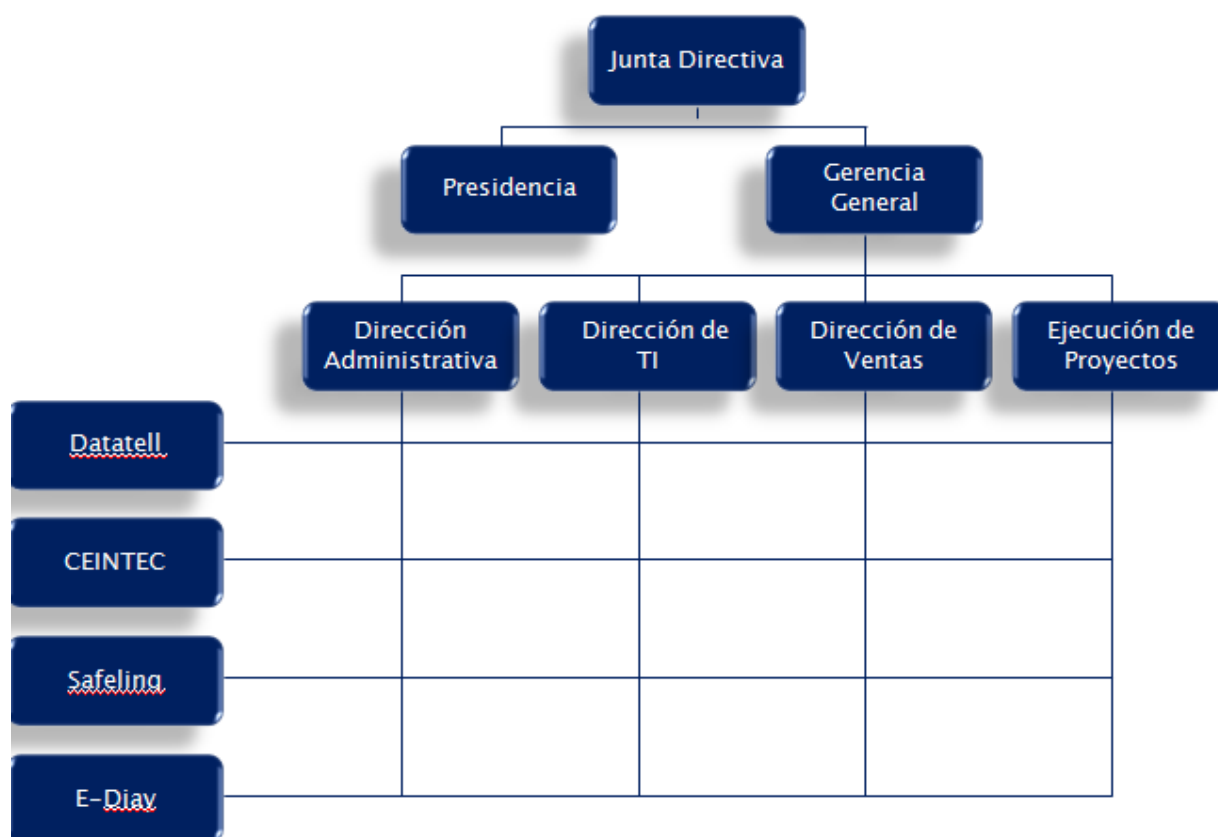 Junta Directiva
Presidencia
Gerencia
General
Dirección
Administrativa
Dirección de
TI
Dirección de
Ventas
Ejecución de
Proyectos
Datatell
CEINTEC
Safelinq
E-Diay